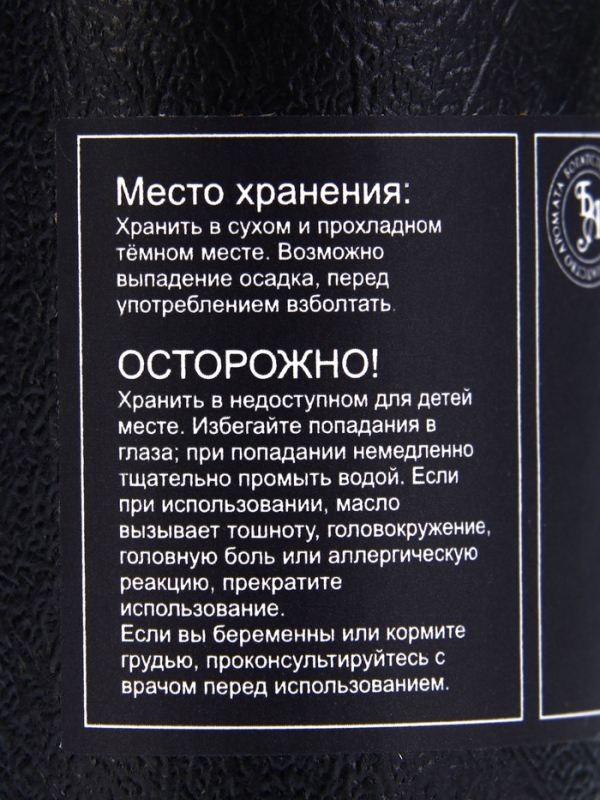 Место хранения:
Хранить в сухом и прохладном
тёмном месте. Возможно
выпадение осадка, перед
употреблением взболтать.
ОСТОРОЖНО!
Хранить в недоступном для детей
месте. Избегайте попадания в
глаза; при попадании немедленно
тщательно промыть водой. Если
при использовании, масло
вызывает тошноту, головокружение,
головную боль или аллергическую
реакцию, прекратите
использование.
Если вы беременны или кормите
грудью, проконсультируйтесь с
врачом перед использованием.
АРОМАТА